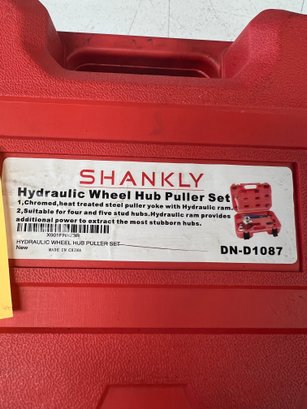 SHANKLY
Hydraulic Wheel Hub Puller Set
1,Chromed,heat treated steel puller yoke with Hydraulic ram.
2,Suitable for four and five stud hubs.Hydraulic ram provides
additional power to extract the most stubborn hubs.
HYDRAULIC WHEEL HUB PULLER SET
New
MADE IN CHINA
DN-D1087